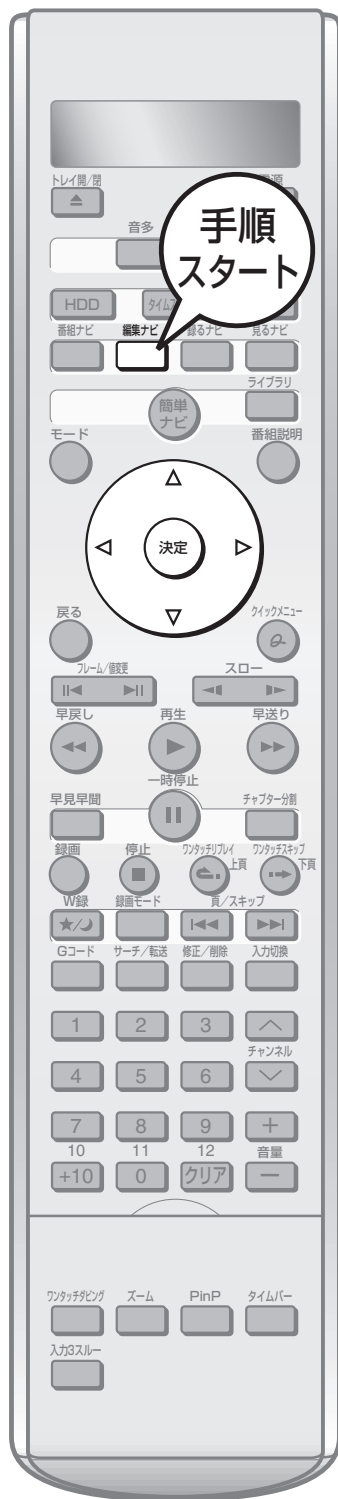 トレイ開/閉
音多
手順
スタート
HDD
番組ナビ 編集ナビ 録るナビ 見るナビ
ライブラリ
簡単
ナビ
モード 番組説明
決定
戻る クイックメニュー
フレーム/値変更 スロー
早戻し 再生 早送り
一時停止
早見早聞 チャプター分割
録画 停止 ワンタッチリプレイ ワンタッチスキップ
上頁 下頁
W録 録画モード 頁/スキップ
Gコード サーチ/転送 修正/削除 入力切換
1 2 3
チャンネル
4 5 6
7 8 9 +
10 11 12 音量
+10 0 クリア −
ワンタッチダビング ズーム PinP タイムバー
入力3スルー